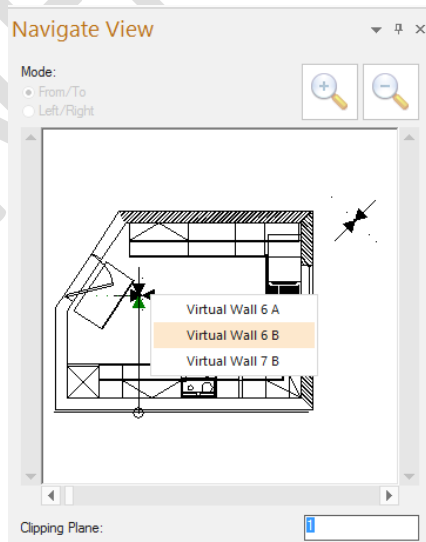 Navigate View
Mode:
From/To
Left/Right
Virtual Wall 6 A
Virtual Wall 6 B
Virtual Wall 7 B
Clipping Plane:
1